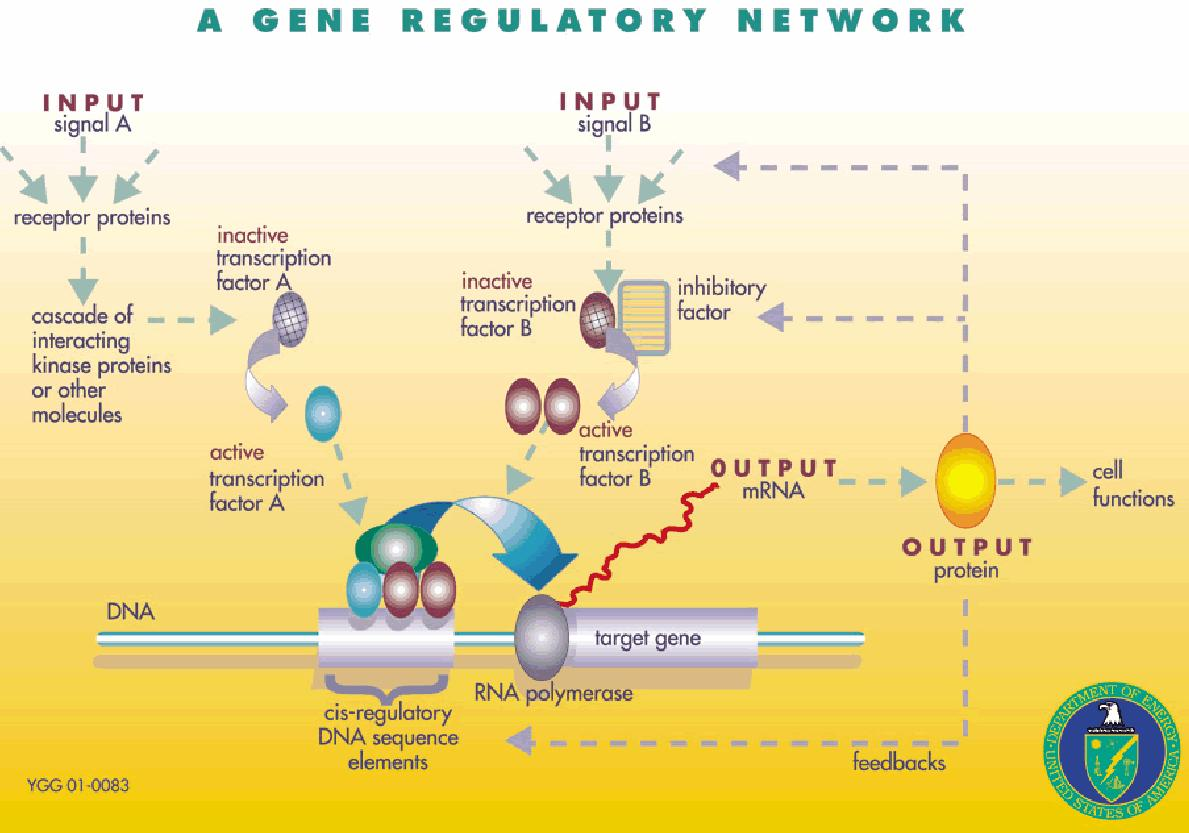 A GENE REGULATORY NETWORK
INPUT
signal A
receptor proteins
cascade of
interacting
kinase proteins
or other
molecules
inactive
transcription
factor A
active
transcription
factor A
INPUT
signal B
receptor proteins
inactive
transcription
factor B
inhibitory
factor
active
transcription
factor B
OUTPUT
mRNA
OUTPUT
protein
cell
functions
DNA
target gene
RNA polymerase
cis-regulatory
DNA sequence
elements
feedbacks
YGG 01-0083
DEPARTMENT OF ENERGY
UNITED STATES OF AMERICA